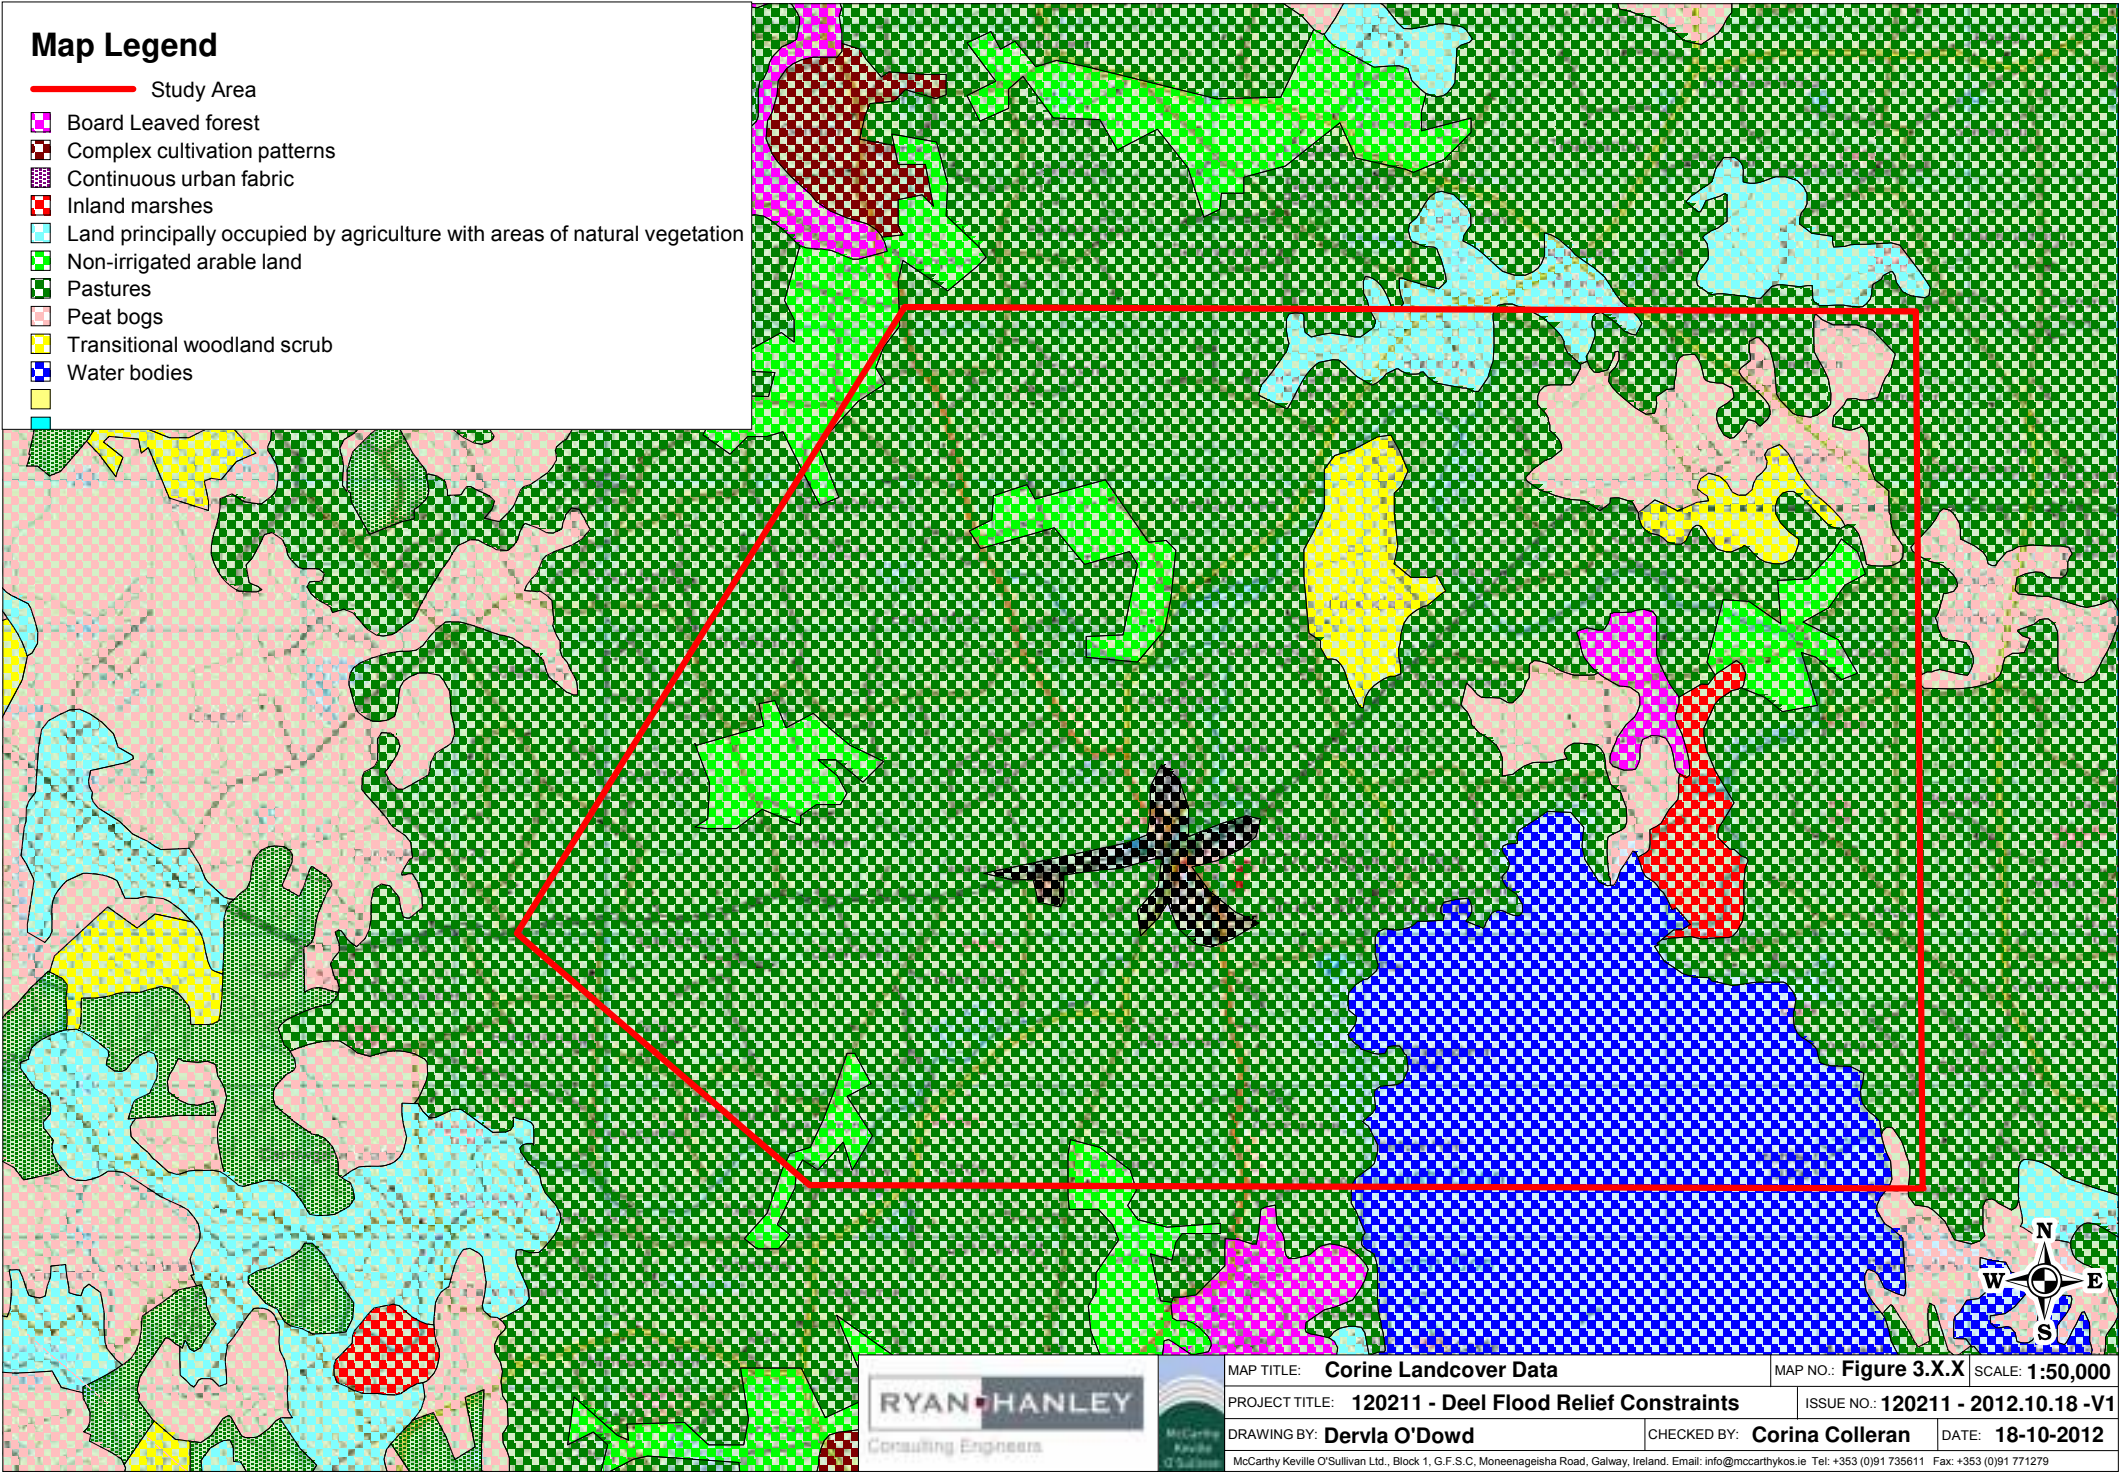 Map Legend
Study Area
Board Leaved forest
Complex cultivation patterns
Continuous urban fabric
Inland marshes
Land principally occupied by agriculture with areas of natural vegetation
Non-irrigated arable land
Pastures
Peat bogs
Transitional woodland scrub
Water bodies
N
W E
S
RYAN HANLEY
Consulting Engineers
McCarthy
Keville
O'Sullivan
MAP TITLE: Corine Landcover Data
MAP NO.: Figure 3.X.X
SCALE: 1:50,000
PROJECT TITLE: 120211 - Deel Flood Relief Constraints
ISSUE NO.: 120211 - 2012.10.18 -V1
DRAWING BY: Dervla O'Dowd
CHECKED BY: Corina Colleran
DATE: 18-10-2012
McCarthy Keville O'Sullivan Ltd., Block 1, G.F.S.C, Moneenageisha Road, Galway, Ireland. Email: info@mccarthykos.ie Tel: +353 (0)91 735611 Fax: +353 (0)91 771279